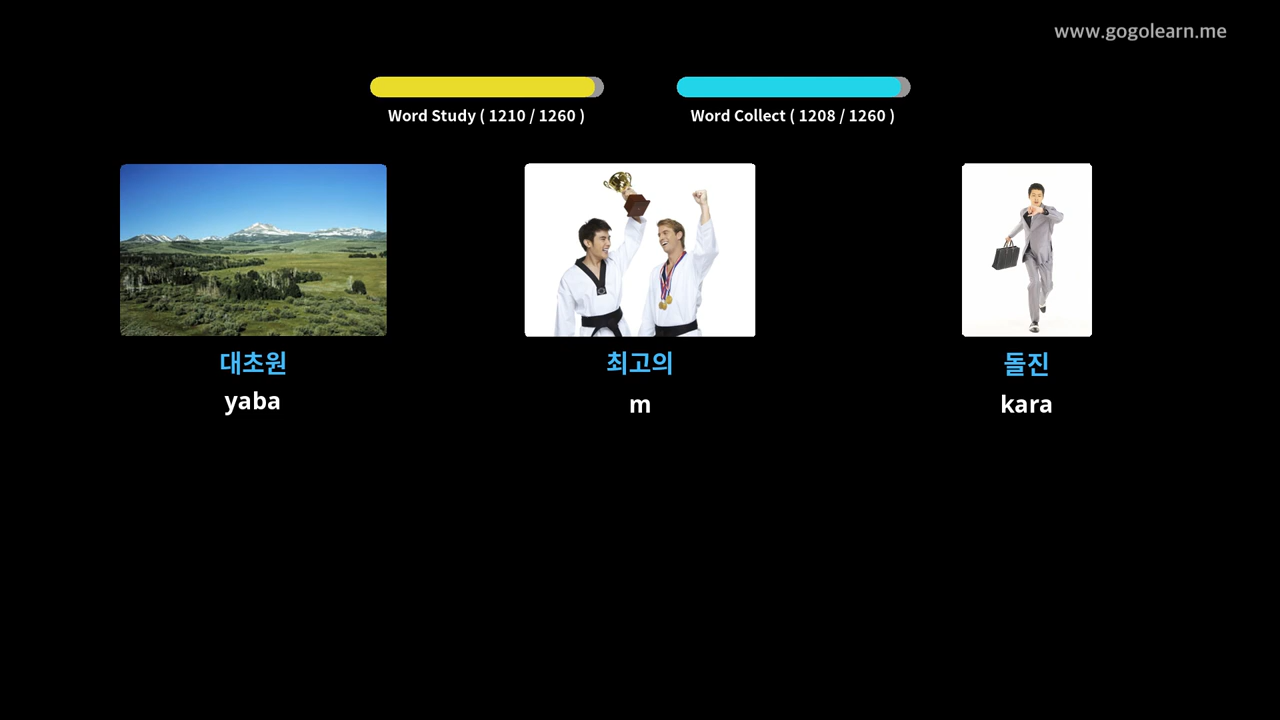 www.gogolearn.me
Word Study ( 1210 / 1260 )
Word Collect ( 1208 / 1260 )
대초원
최고의
돌진
yaba
m
kara